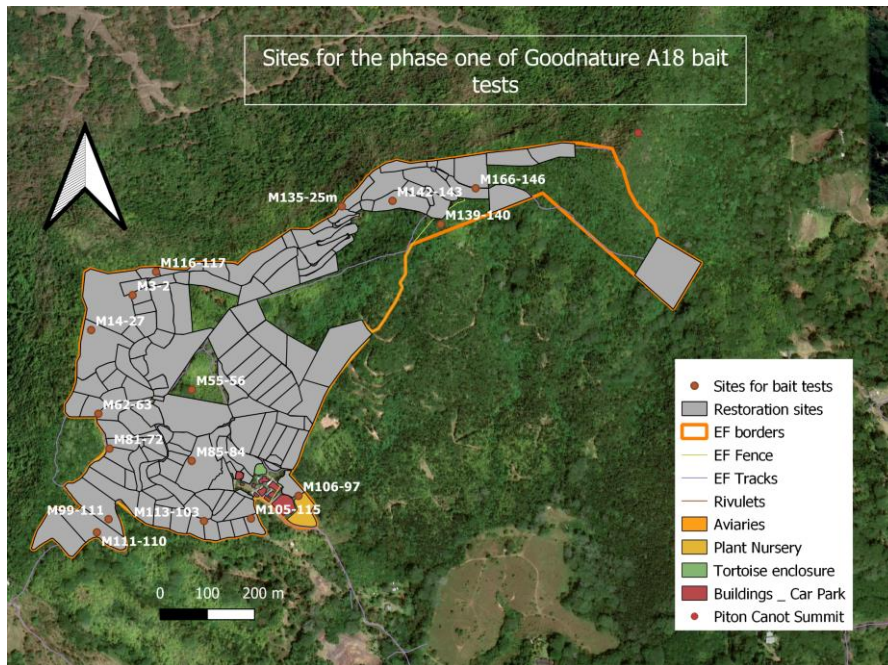 Sites for the phase one of Goodnature A18 bait
tests
M166-146
M142-143
M135-25m
M139-140
M116-117
M3-2
M14-27
M55-56
M62-63
M81-72
M85-84
M106-97
M99-111
M113-103
M105-115
M111-110
0 100 200 m
Sites for bait tests
Restoration sites
EF borders
EF Fence
EF Tracks
Rivulets
Aviaries
Plant Nursery
Tortoise enclosure
Buildings _ Car Park
Piton Canot Summit